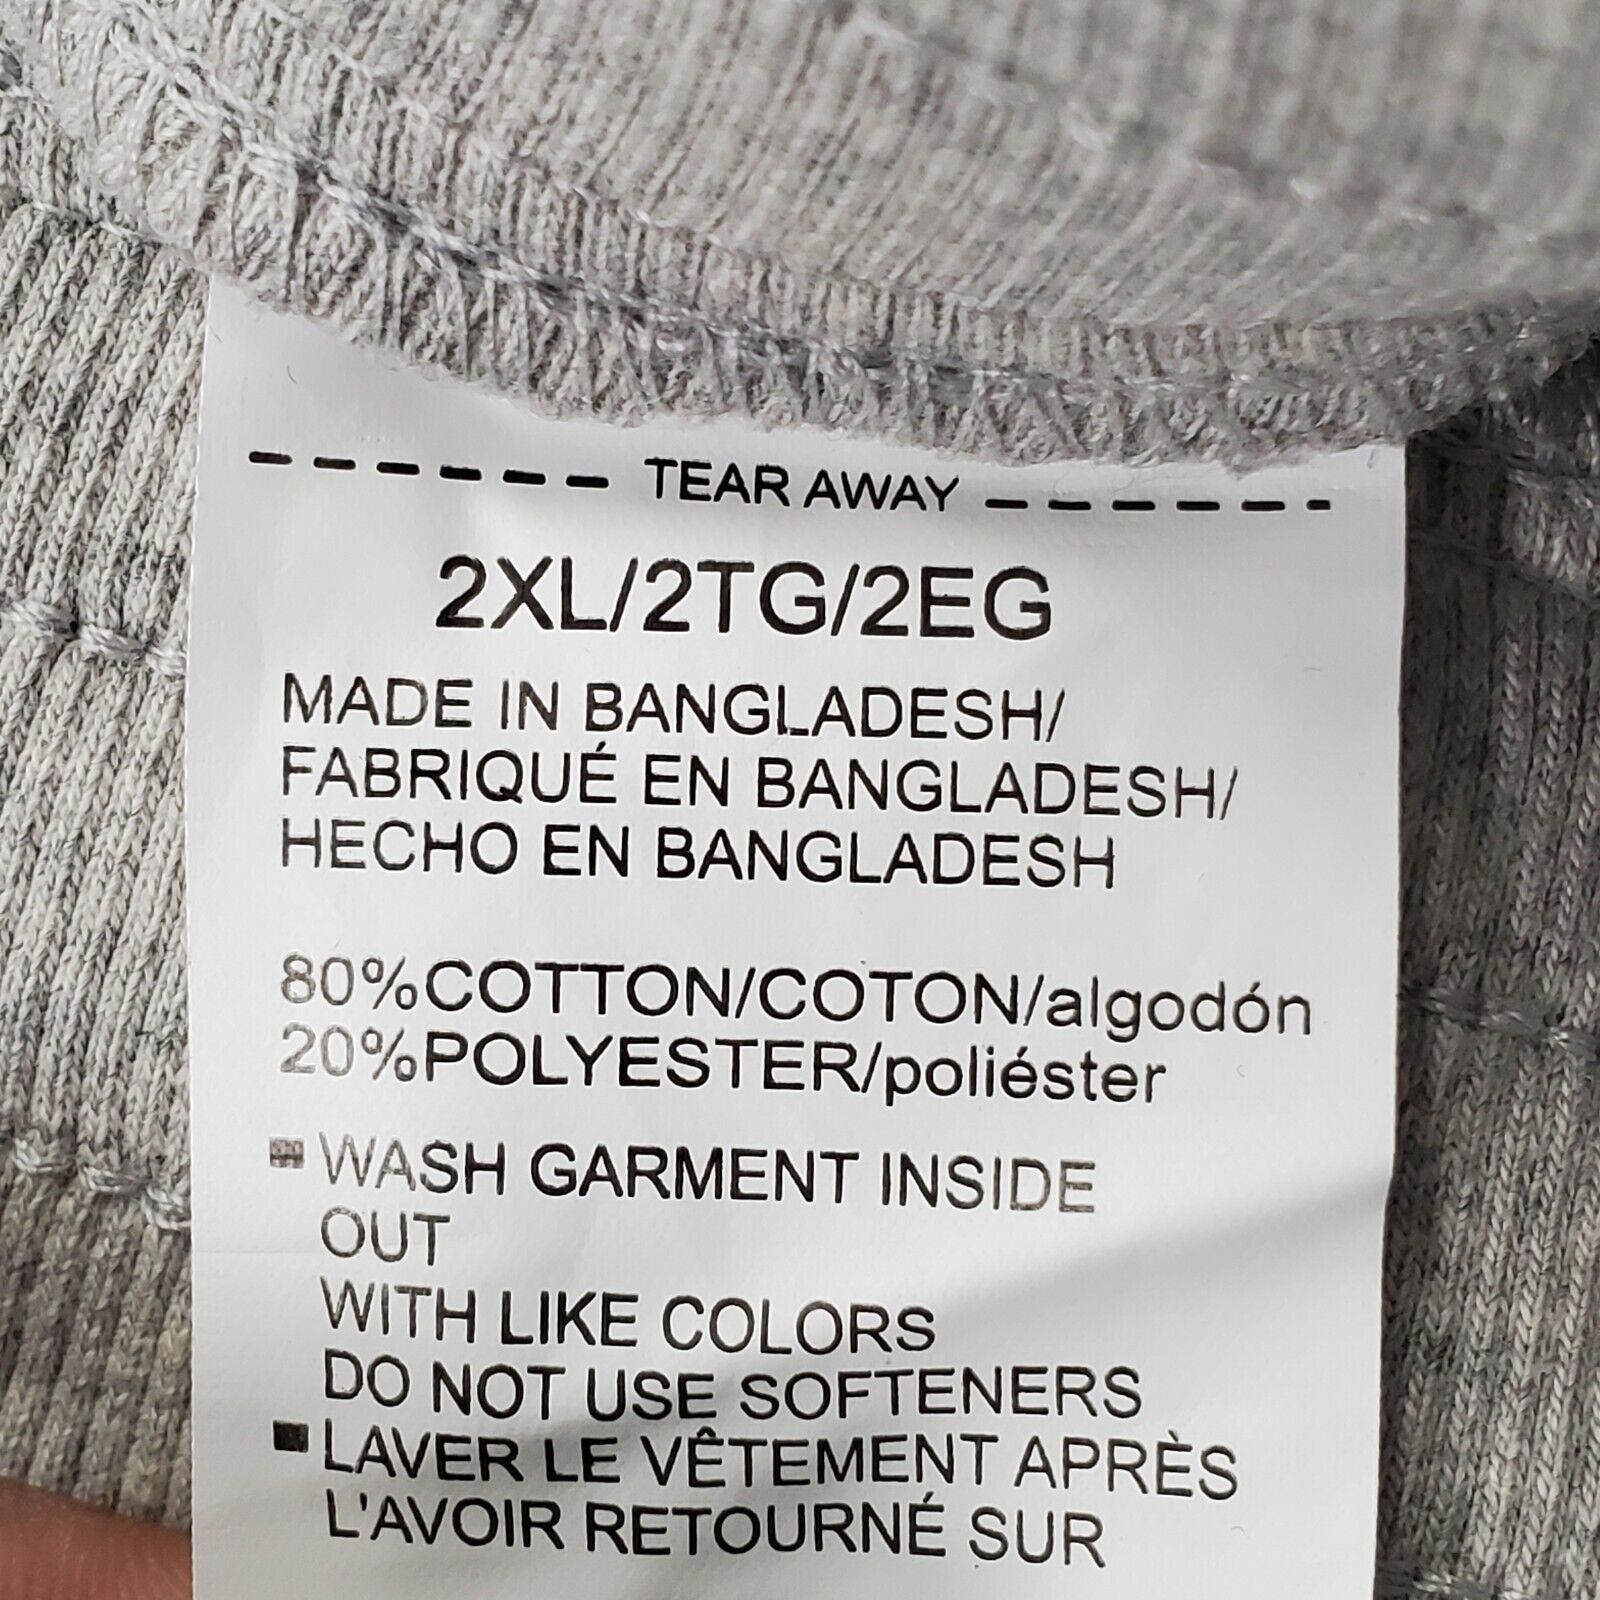 TEAR AWAY
2XL/2TG/2EG
MADE IN BANGLADESH/
FABRIQUÉ EN BANGLADESH/
HECHO EN BANGLADESH
80%COTTON/COTON/algodón
20%POLYESTER/poliéster
WASH GARMENT INSIDE
OUT
WITH LIKE COLORS
DO NOT USE SOFTENERS
LAVER LE VÊTEMENT APRÈS
L'AVOIR RETOURNÉ SUR